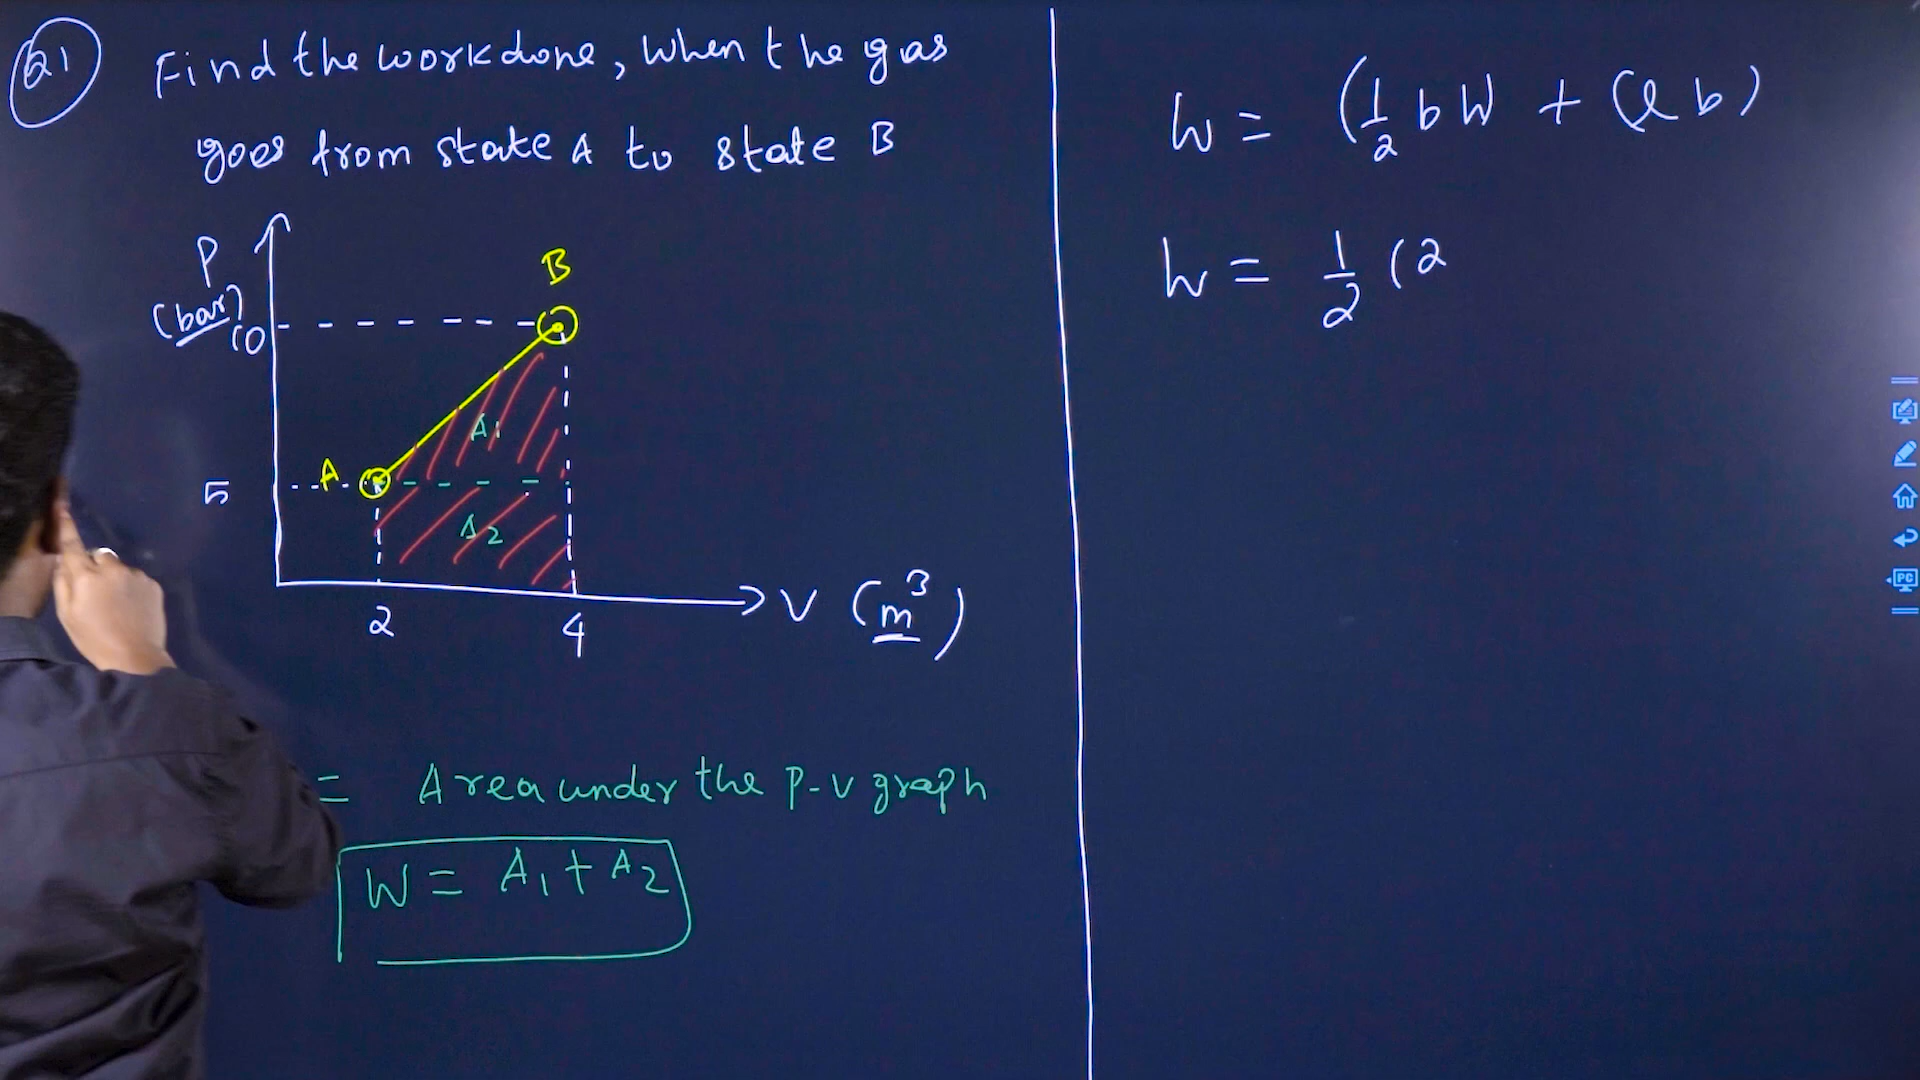 Q1
Find the workdone, when the gas
goes from state A to state B
P
(bar)
10
5
A
B
A1
A2
2
4
V (m³)
= Area under the P-V graph
W = A1 + A2
W = (1/2 b h) + (l b)
W = 1/2 (2
PC